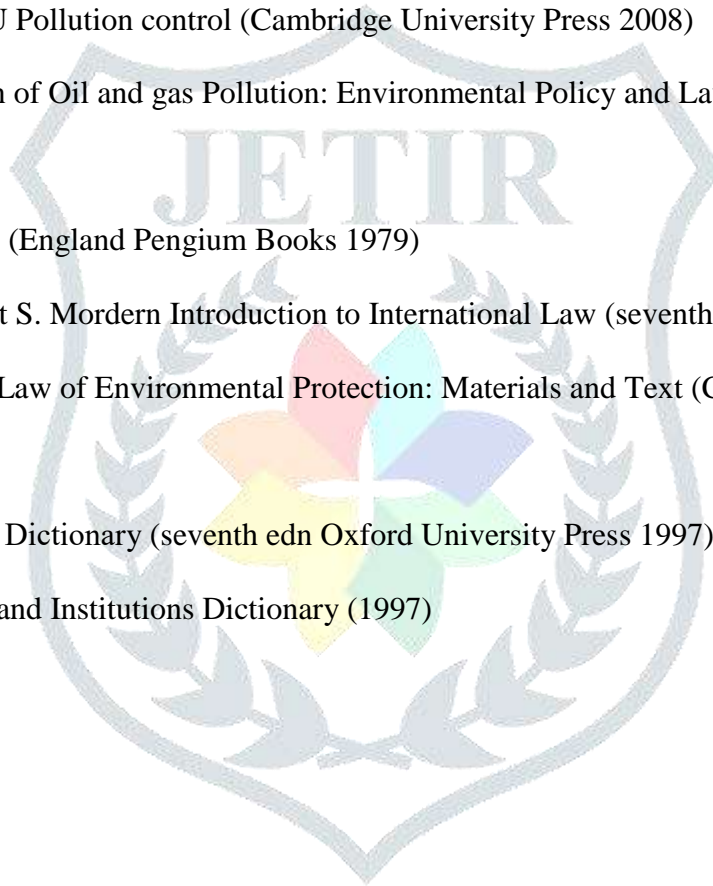 Pollution control (Cambridge University Press 2008)
of Oil and gas Pollution: Environmental Policy and
JETIR
(England Pengium Books 1979)
S. Mordern Introduction to International Law (seventh
Law of Environmental Protection: Materials and Text
Dictionary (seventh edn Oxford University Press 1997)
and Institutions Dictionary (1997)